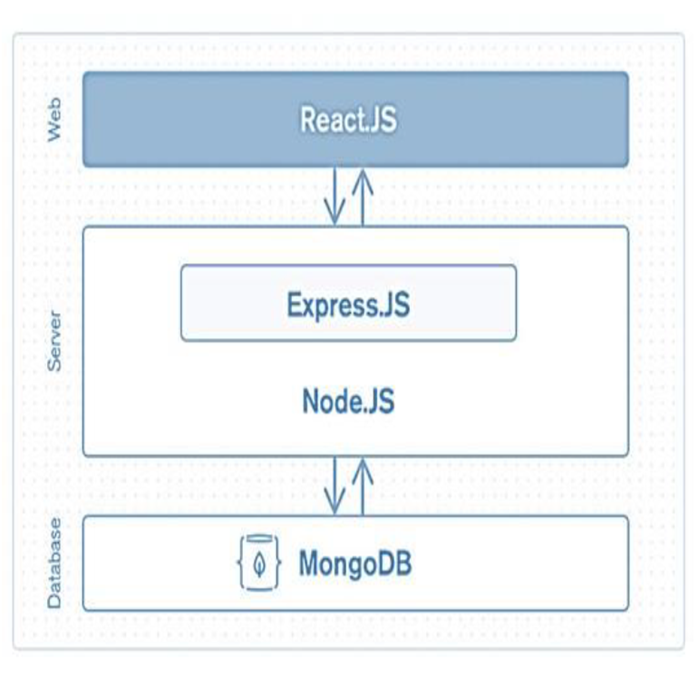 Web
React.JS
Server
Express.JS
Node.JS
Database
MongoDB